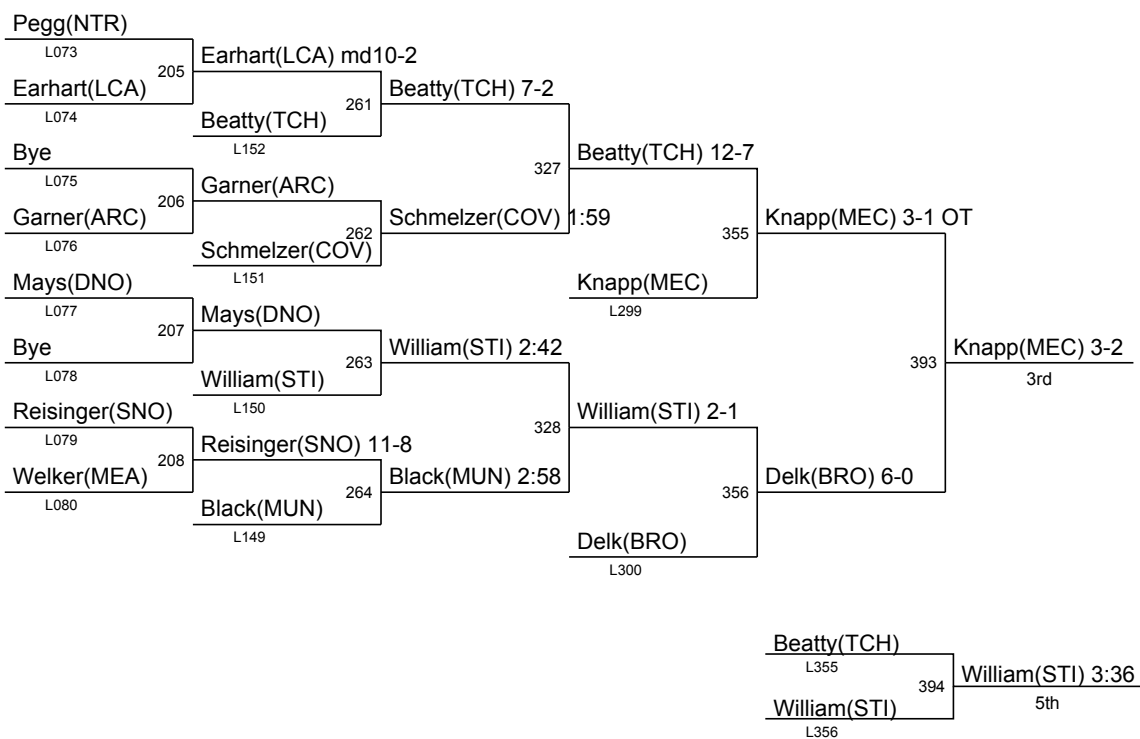 Pegg(NTR)
L073
205
Earhart(LCA) md10-2
Earhart(LCA)
L074
261
Beatty(TCH) 7-2
Beatty(TCH)
L152
Bye
L075
327
Beatty(TCH) 12-7
206
Garner(ARC)
Garner(ARC)
L076
262
Schmelzer(COV) 1:59
355
Knapp(MEC) 3-1 OT
Schmelzer(COV)
L151
Mays(DNO)
L077
Knapp(MEC)
L299
207
Mays(DNO)
Bye
L078
263
William(STI) 2:42
393
Knapp(MEC) 3-2
3rd
William(STI)
L150
Reisinger(SNO)
L079
328
William(STI) 2-1
208
Reisinger(SNO) 11-8
Welker(MEA)
L080
264
Black(MUN) 2:58
356
Delk(BRO) 6-0
Black(MUN)
L149
Delk(BRO)
L300
Beatty(TCH)
L355
394
William(STI) 3:36
5th
William(STI)
L356